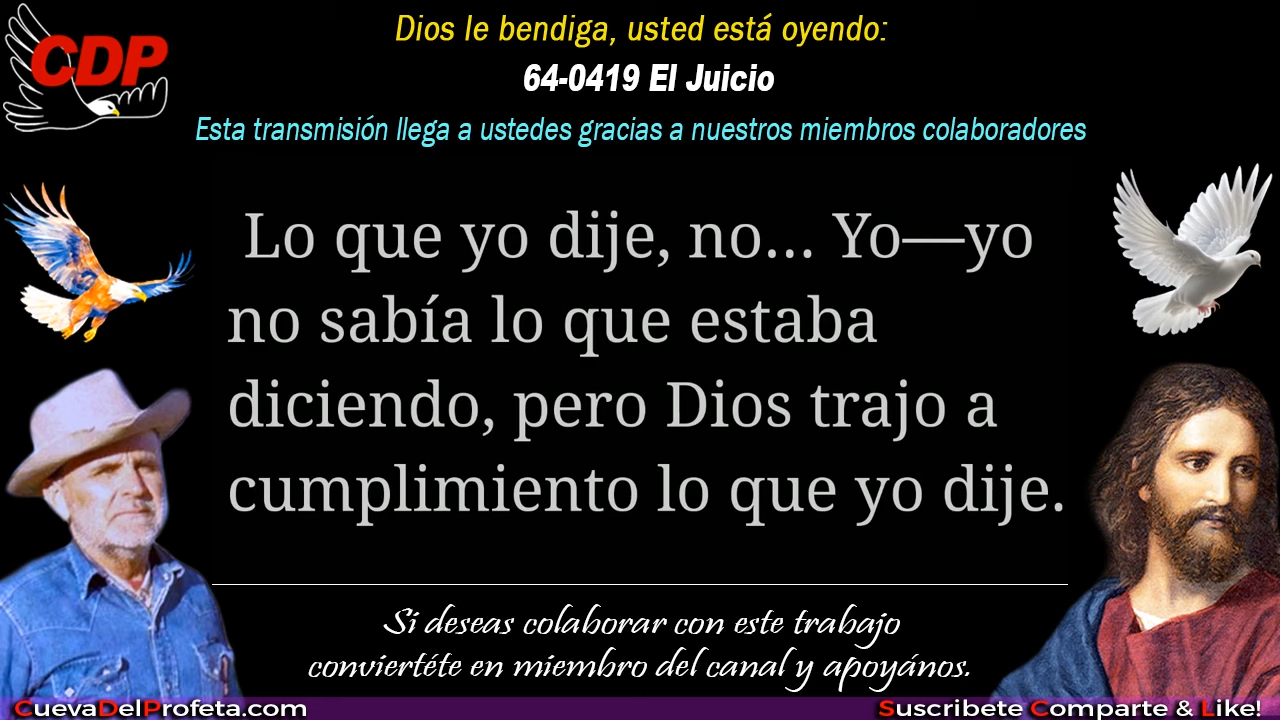 CDP
Dios le bendiga, usted está oyendo:
64-0419 El Juicio
Esta transmisión llega a ustedes gracias a nuestros miembros colaboradores
Lo que yo dije, no... Yo—yo
no sabía lo que estaba
diciendo, pero Dios trajo a
cumplimiento lo que yo dije.
Si deseas colaborar con este trabajo
conviertéte en miembro del canal y apoyános.
CuevaDelProfeta.com
Suscribete Comparte & Like!